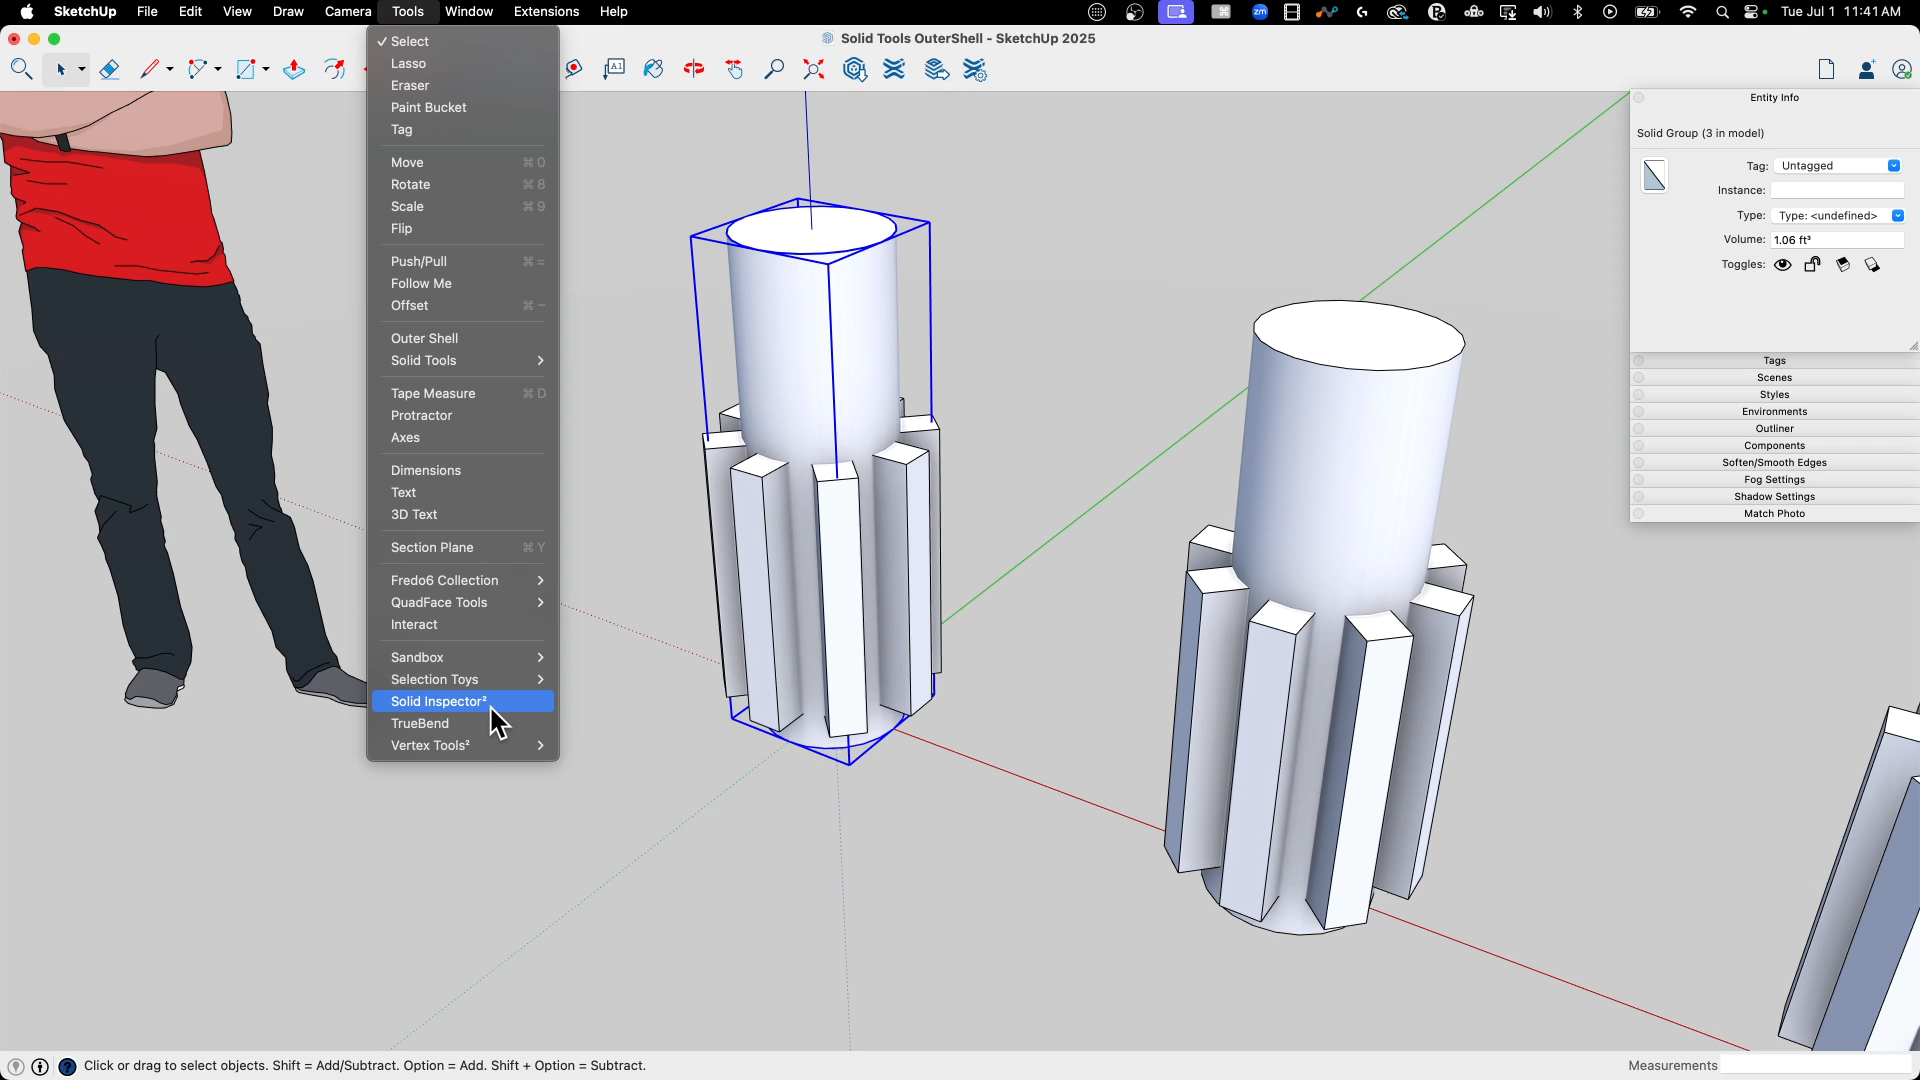 SketchUp File Edit View Draw Camera Tools Window Extensions Help
zm
Tue Jul 1 11:41 AM
Solid Tools OuterShell - SketchUp 2025
A1
✓ Select
Lasso
Eraser
Paint Bucket
Tag
Move ⌘ 0
Rotate ⌘ 8
Scale ⌘ 9
Flip
Push/Pull ⌘ =
Follow Me
Offset ⌘ −
Outer Shell
Solid Tools
Tape Measure ⌘ D
Protractor
Axes
Dimensions
Text
3D Text
Section Plane ⌘ Y
Fredo6 Collection
QuadFace Tools
Interact
Sandbox
Selection Toys
Solid Inspector²
TrueBend
Vertex Tools²
Entity Info
Solid Group (3 in model)
Tag: Untagged
Instance:
Type: Type: <undefined>
Volume: 1.06 ft³
Toggles:
Tags
Scenes
Styles
Environments
Outliner
Components
Soften/Smooth Edges
Fog Settings
Shadow Settings
Match Photo
Click or drag to select objects. Shift = Add/Subtract. Option = Add. Shift + Option = Subtract.
Measurements